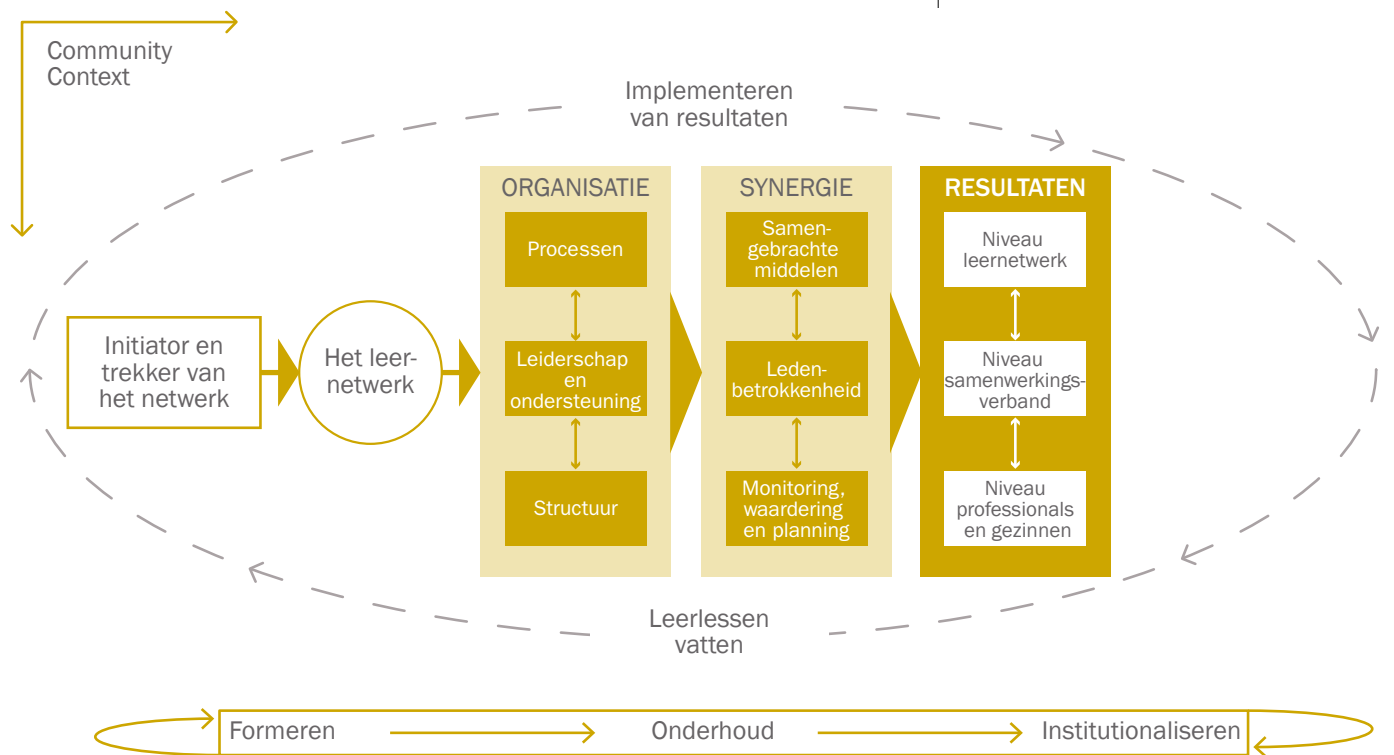 Community
Context
Implementeren
van resultaten
ORGANISATIE
Processen
Leiderschap
en
ondersteuning
Structuur
SYNERGIE
Samen-
gebrachte
middelen
Leden-
betrokkenheid
Monitoring,
waardering
en planning
RESULTATEN
Niveau
leernetwerk
Niveau
samenwerkings-
verband
Niveau
professionals
en gezinnen
Initiator en
trekker van
het netwerk
Het leer-
netwerk
Leerlessen
vatten
Formeren
Onderhoud
Institutionaliseren